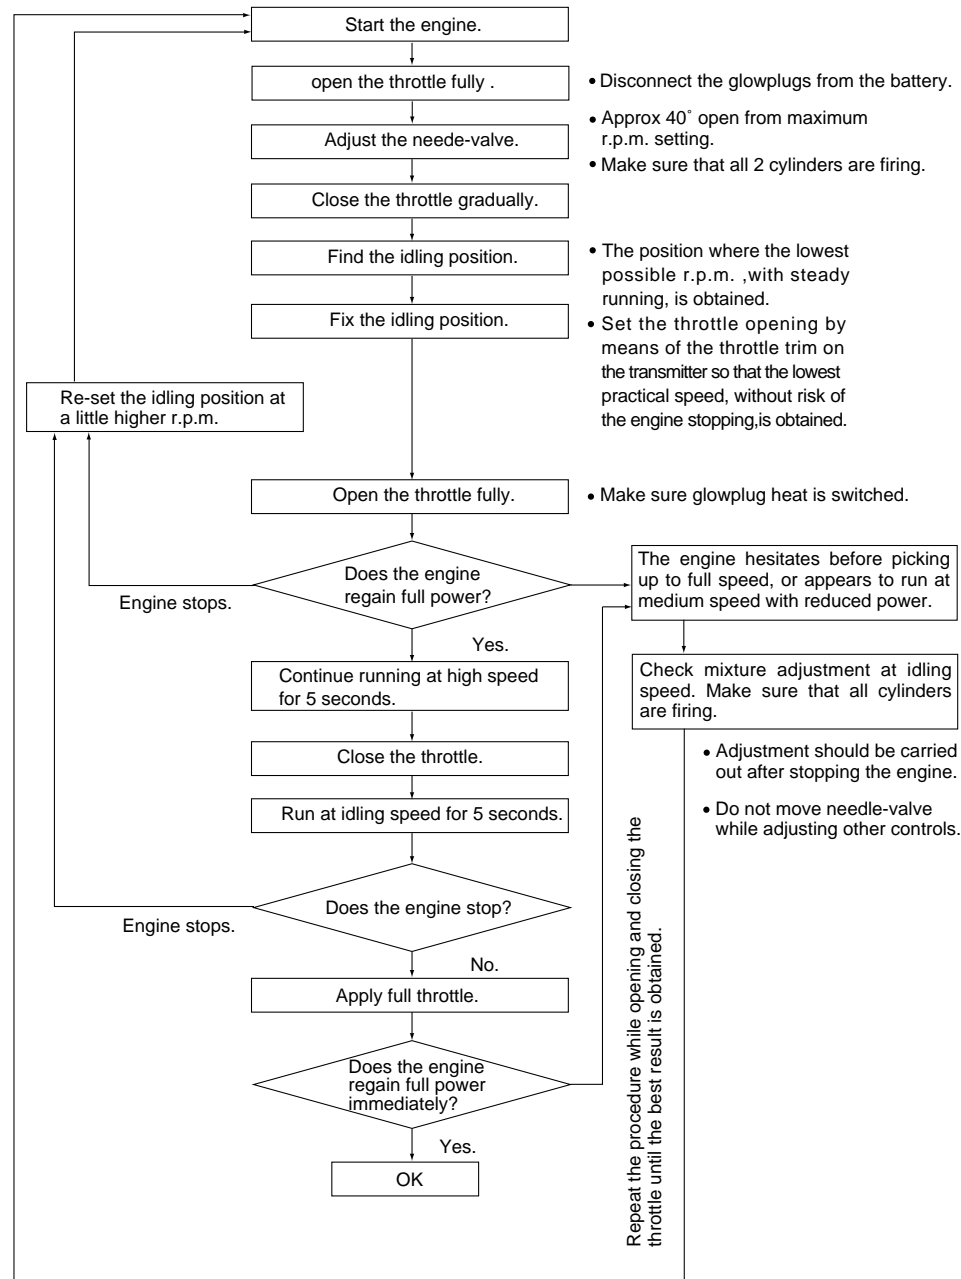 Start the engine.
open the throttle fully .
• Disconnect the glowplugs from the battery.
Adjust the neede-valve.
• Approx 40˚ open from maximum
r.p.m. setting.
• Make sure that all 2 cylinders are firing.
Close the throttle gradually.
Find the idling position.
• The position where the lowest
possible r.p.m. ,with steady
running, is obtained.
Fix the idling position.
• Set the throttle opening by
means of the throttle trim on
the transmitter so that the lowest
practical speed, without risk of
the engine stopping,is obtained.
Re-set the idling position at
a little higher r.p.m.
Open the throttle fully.
• Make sure glowplug heat is switched.
Does the engine
regain full power?
Engine stops.
The engine hesitates before picking
up to full speed, or appears to run at
medium speed with reduced power.
Yes.
Continue running at high speed
for 5 seconds.
Check mixture adjustment at idling
speed. Make sure that all cylinders
are firing.
Close the throttle.
• Adjustment should be carried
out after stopping the engine.
Run at idling speed for 5 seconds.
• Do not move needle-valve
while adjusting other controls.
Does the engine stop?
Engine stops.
No.
Apply full throttle.
Does the engine
regain full power
immediately?
Yes.
OK
Repeat the procedure while opening and closing the
throttle until the best result is obtained.